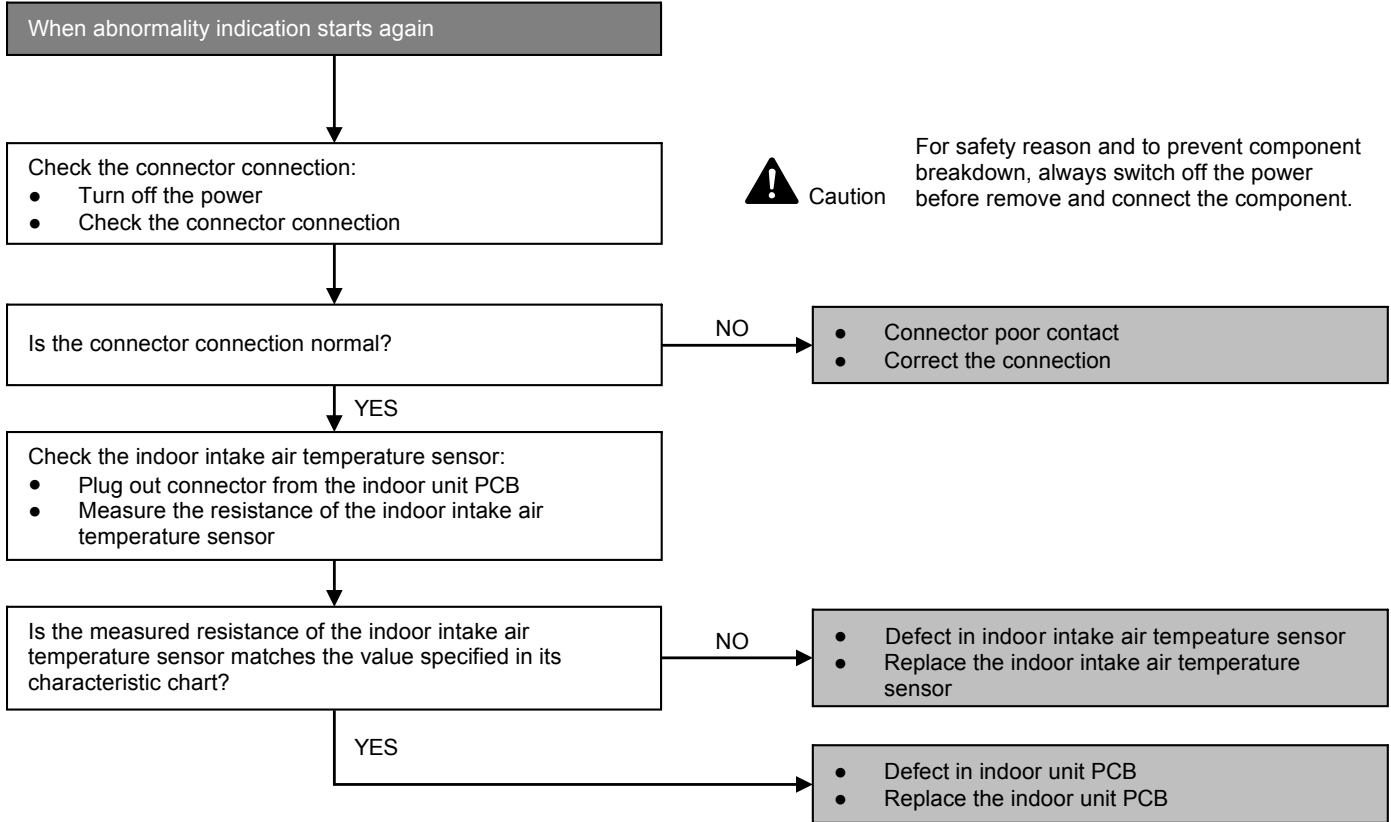 When abnormality indication starts again
Check the connector connection:
● Turn off the power
● Check the connector connection
Caution
For safety reason and to prevent component
breakdown, always switch off the power
before remove and connect the component.
Is the connector connection normal?
NO
● Connector poor contact
● Correct the connection
YES
Check the indoor intake air temperature sensor:
● Plug out connector from the indoor unit PCB
● Measure the resistance of the indoor intake air
temperature sensor
Is the measured resistance of the indoor intake air
temperature sensor matches the value specified in its
characteristic chart?
NO
● Defect in indoor intake air tempeature sensor
● Replace the indoor intake air temperature
sensor
YES
● Defect in indoor unit PCB
● Replace the indoor unit PCB